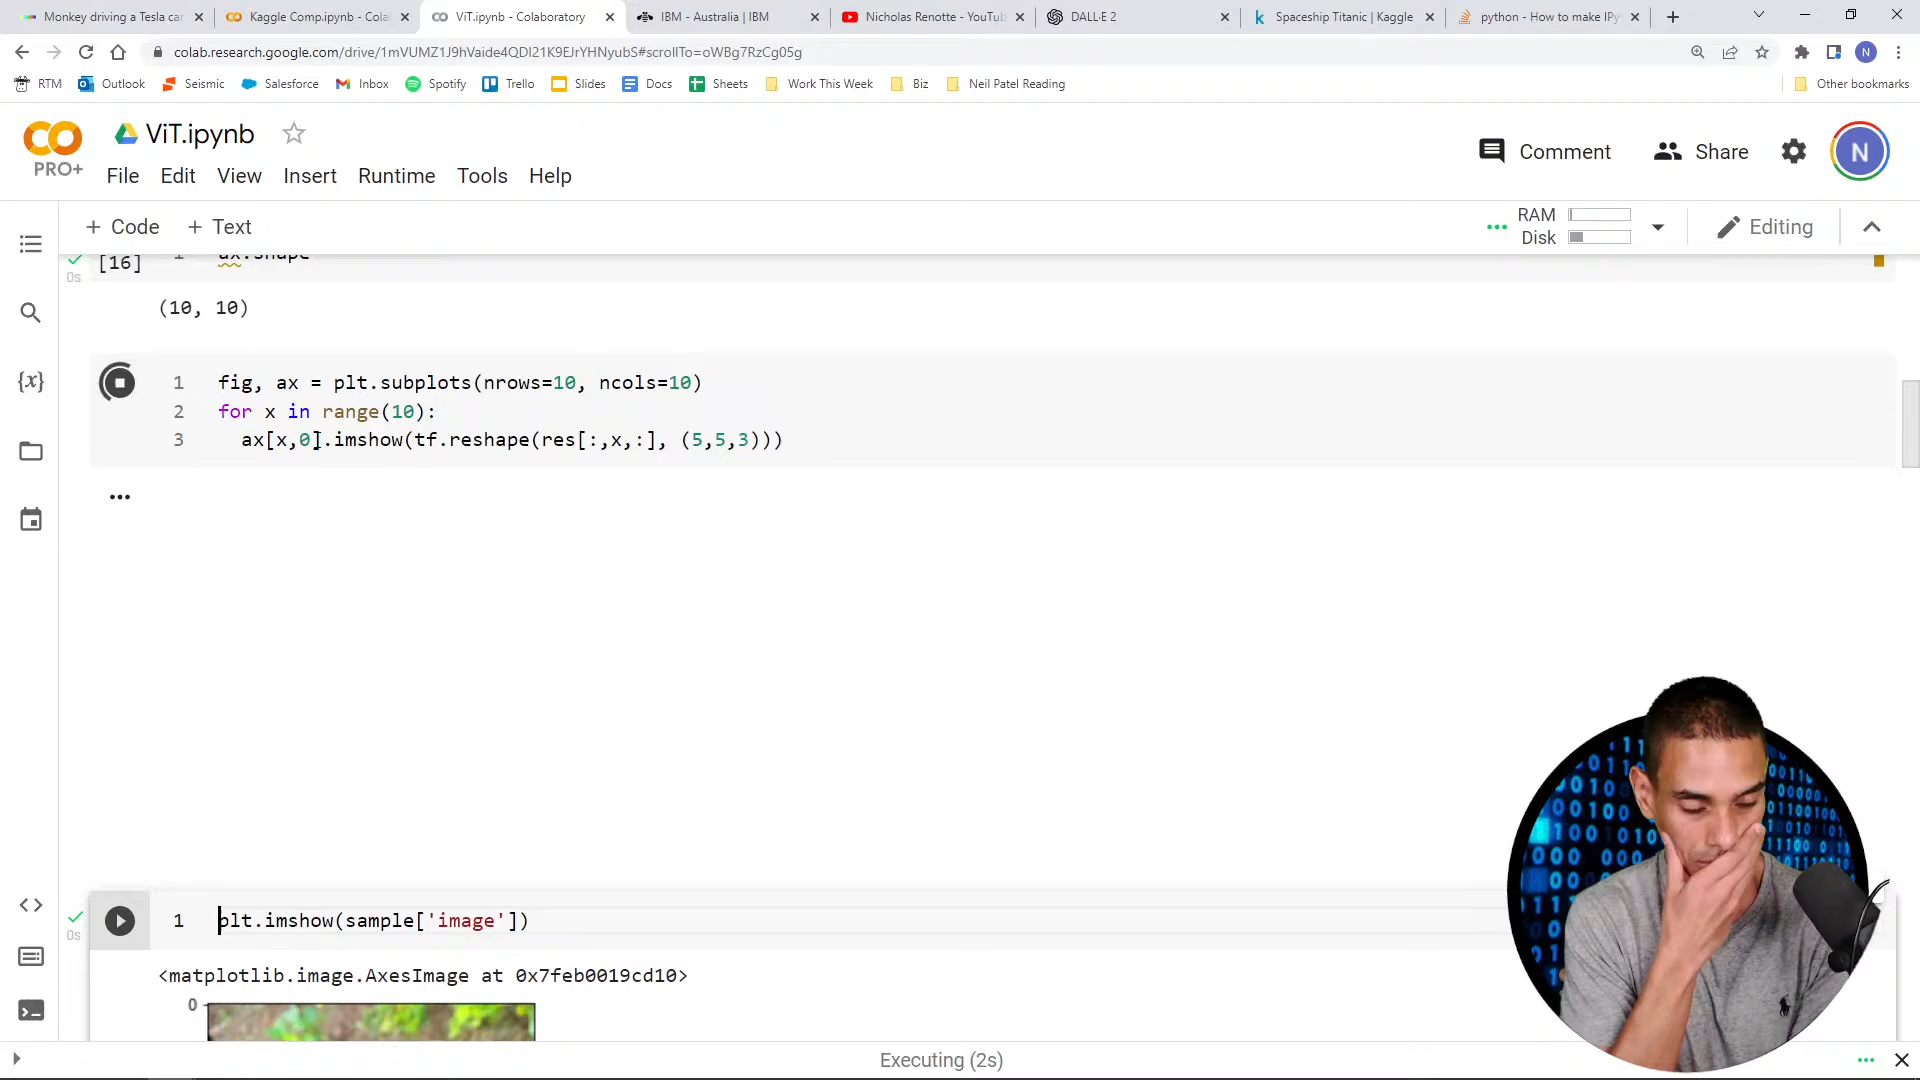 Monkey driving a Tesla car
Kaggle Comp.ipynb - Cola
ViT.ipynb - Colaboratory
IBM - Australia | IBM
Nicholas Renotte - YouTub
DALL·E 2
Spaceship Titanic | Kaggle
python - How to make IPy
colab.research.google.com/drive/1mVUMZ1J9hVaide4QDI21K9EJrYHNyubS#scrollTo=oWBg7RzCg05g
N
RTM
Outlook
Seismic
Salesforce
Inbox
Spotify
Trello
Slides
Docs
Sheets
Work This Week
Biz
Neil Patel Reading
Other bookmarks
ViT.ipynb
PRO+
File Edit View Insert Runtime Tools Help
Comment
Share
N
+ Code + Text
RAM
Disk
Editing
[16] 1 ax.shape
0s
(10, 10)
1 fig, ax = plt.subplots(nrows=10, ncols=10)
2 for x in range(10):
3 ax[x,0].imshow(tf.reshape(res[:,x,:], (5,5,3)))
1 plt.imshow(sample['image'])
0s
<matplotlib.image.AxesImage at 0x7feb0019cd10>
0
Executing (2s)